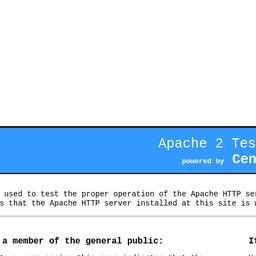 Apache 2 Tes
powered by Cen
used to test the proper operation of the Apache HTTP ser
s that the Apache HTTP server installed at this site is w
a member of the general public: